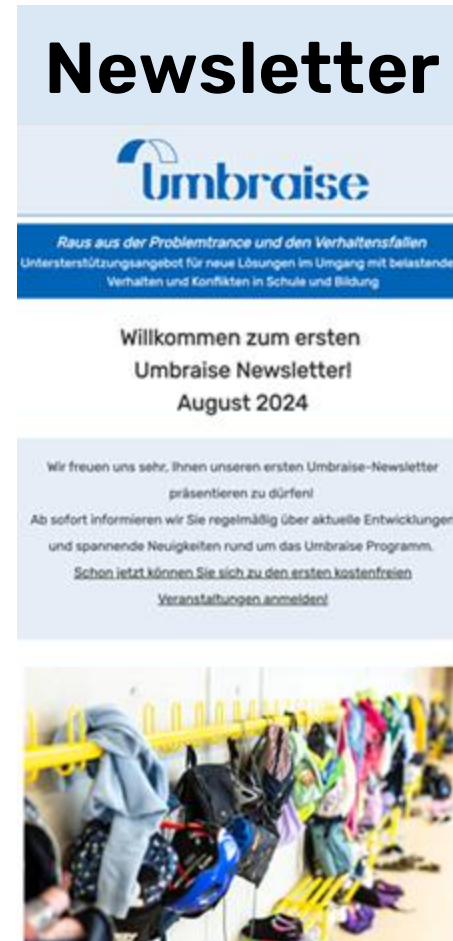 Newsletter
Umbraise
Raus aus der Problemtrance und den Verhaltensfallen
Untersterstützungsangebot für neue Lösungen im Umgang mit belastende
Verhalten und Konflikten in Schule und Bildung
Willkommen zum ersten
Umbraise Newsletter!
August 2024
Wir freuen uns sehr, Ihnen unseren ersten Umbraise-Newsletter
präsentieren zu dürfen!
Ab sofort informieren wir Sie regelmäßig über aktuelle Entwicklungen
und spannende Neuigkeiten rund um das Umbraise Programm.
Schon jetzt können Sie sich zu den ersten kostenfreien
Veranstaltungen anmelden!